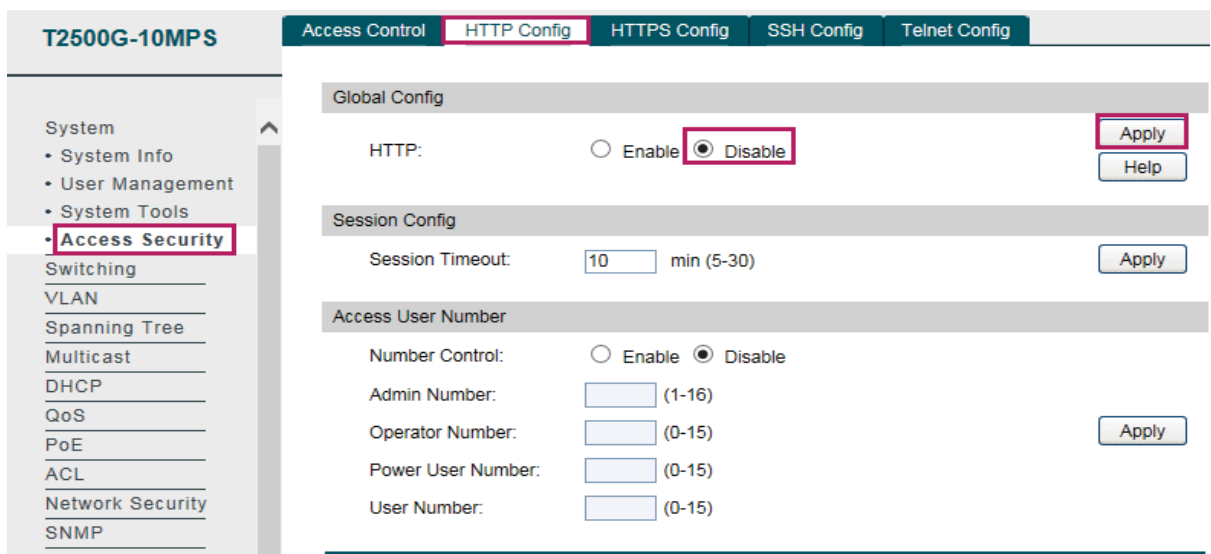 T2500G-10MPS
Access Control HTTP Config HTTPS Config SSH Config Telnet Config
System
• System Info
• User Management
• System Tools
• Access Security
Switching
VLAN
Spanning Tree
Multicast
DHCP
QoS
PoE
ACL
Network Security
SNMP
Global Config
HTTP: Enable Disable Apply
Help
Session Config
Session Timeout: 10 min (5-30) Apply
Access User Number
Number Control: Enable Disable
Admin Number: (1-16)
Operator Number: (0-15) Apply
Power User Number: (0-15)
User Number: (0-15)